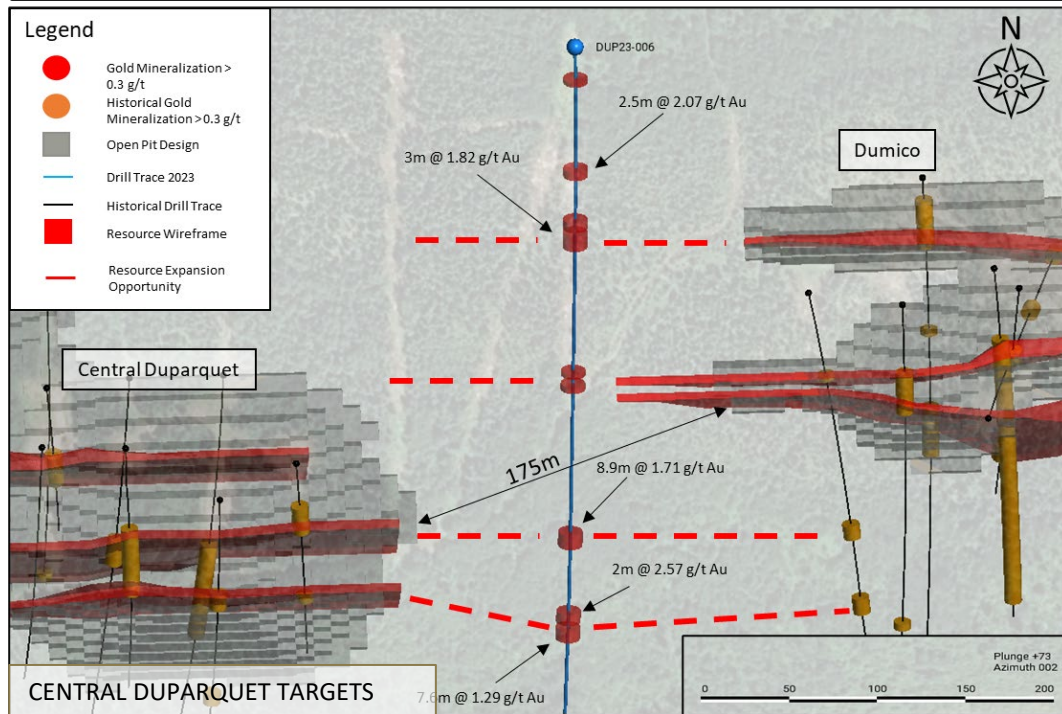 Legend
Gold Mineralization >
0.3 g/t
Historical Gold
Mineralization >0.3 g/t
Open Pit Design
Drill Trace 2023
Historical Drill Trace
Resource Wireframe
Resource Expansion
Opportunity
DUP23-006
N
2.5m @ 2.07 g/t Au
3m @ 1.82 g/t Au
Dumico
Central Duparquet
175m
8.9m @ 1.71 g/t Au
2m @ 2.57 g/t Au
7.6m @ 1.29 g/t Au
CENTRAL DUPARQUET TARGETS
Plunge +73
Azimuth 002
0 50 100 150 200